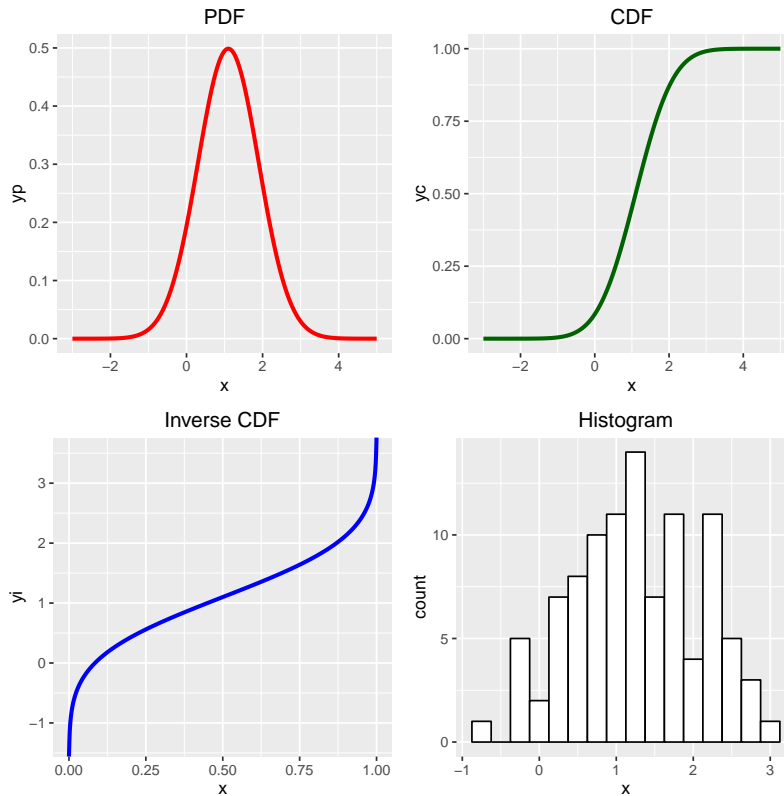 PDF
0.5
0.4
0.3
0.2
0.1
0.0
−2 0 2 4
x
yp
CDF
1.00
0.75
0.50
0.25
0.00
−2 0 2 4
x
yc
Inverse CDF
3
2
1
0
−1
0.00 0.25 0.50 0.75 1.00
x
yi
Histogram
10
5
0
−1 0 1 2 3
x
count